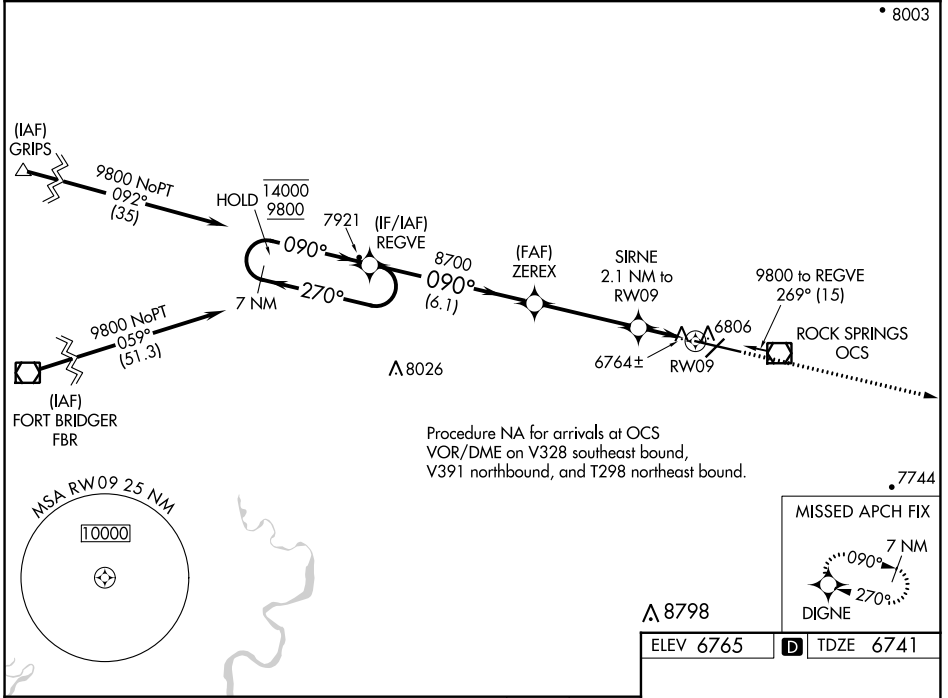 8003
(IAF)
GRIPS
9800 NoPT
092°
(35)
HOLD
14000
9800
7921
(IF/IAF)
REGVE
090°
270°
7 NM
8700
090°
(6.1)
(FAF)
ZEREX
SIRNE
2.1 NM to
RW09
9800 to REGVE
269° (15)
6806
ROCK SPRINGS
OCS
6764±
RW09
9800 NoPT
059°
(51.3)
8026
(IAF)
FORT BRIDGER
FBR
Procedure NA for arrivals at OCS
VOR/DME on V328 southeast bound,
V391 northbound, and T298 northeast bound.
7744
MSA RW09 25 NM
10000
MISSED APCH FIX
7 NM
090°
270°
DIGNE
8798
ELEV 6765 D TDZE 6741